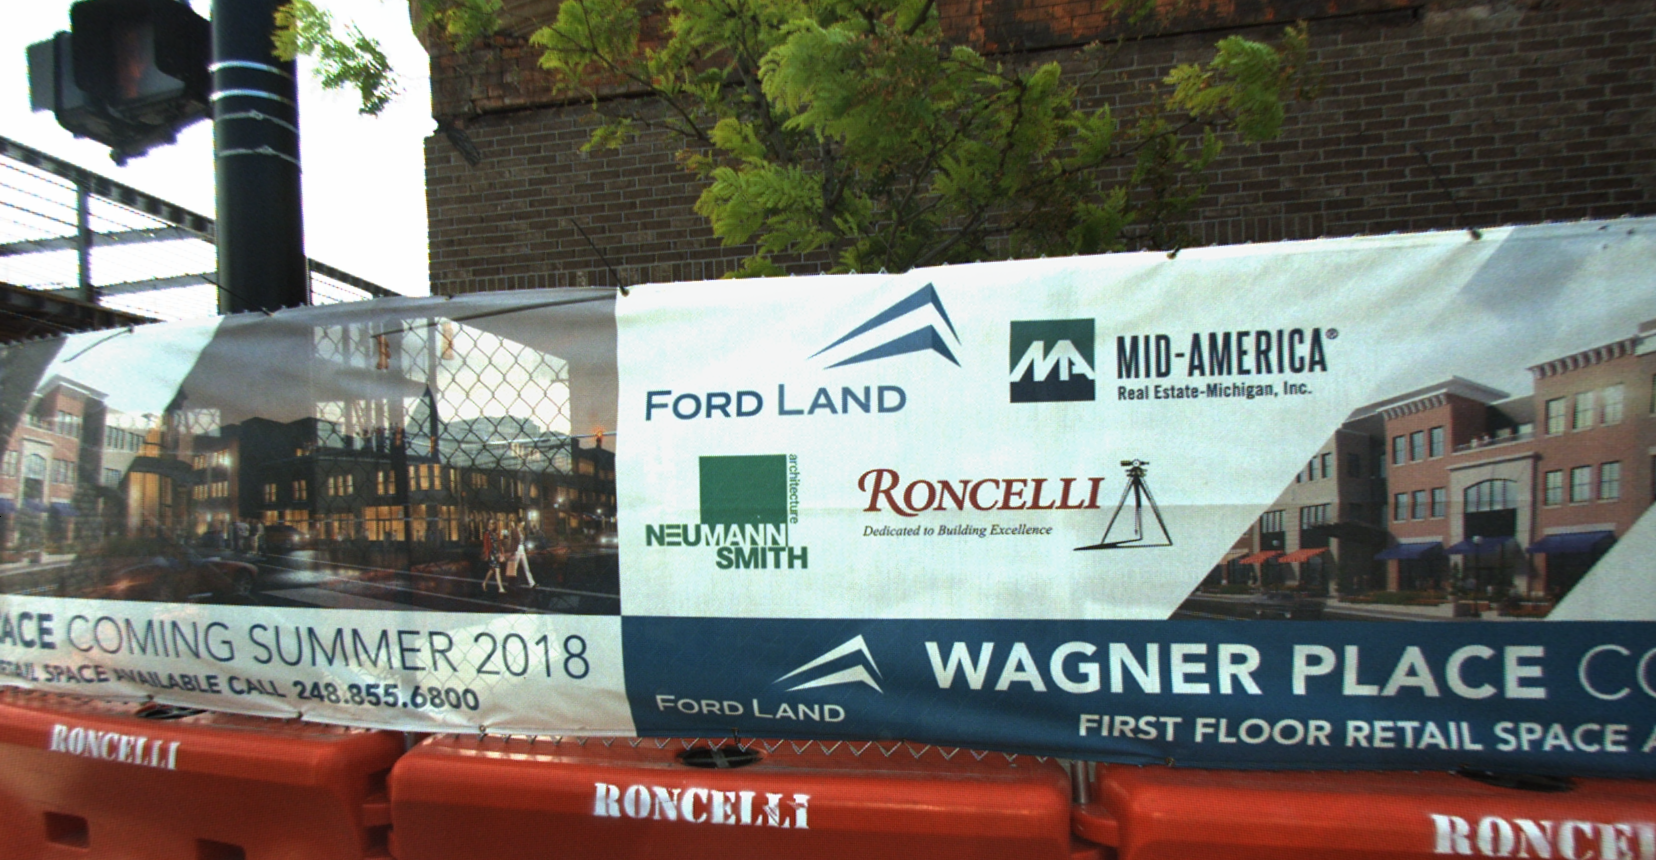 FORD LAND
MA
MID-AMERICA®
Real Estate-Michigan, Inc.
architecture
NEUMANN
SMITH
RONCELLI
Dedicated to Building Excellence
ACE COMING SUMMER 2018
RETAIL SPACE AVAILABLE CALL 248.855.6800
FORD LAND
WAGNER PLACE CO
FIRST FLOOR RETAIL SPACE A
RONCELLI
RONCELLI
RONCE